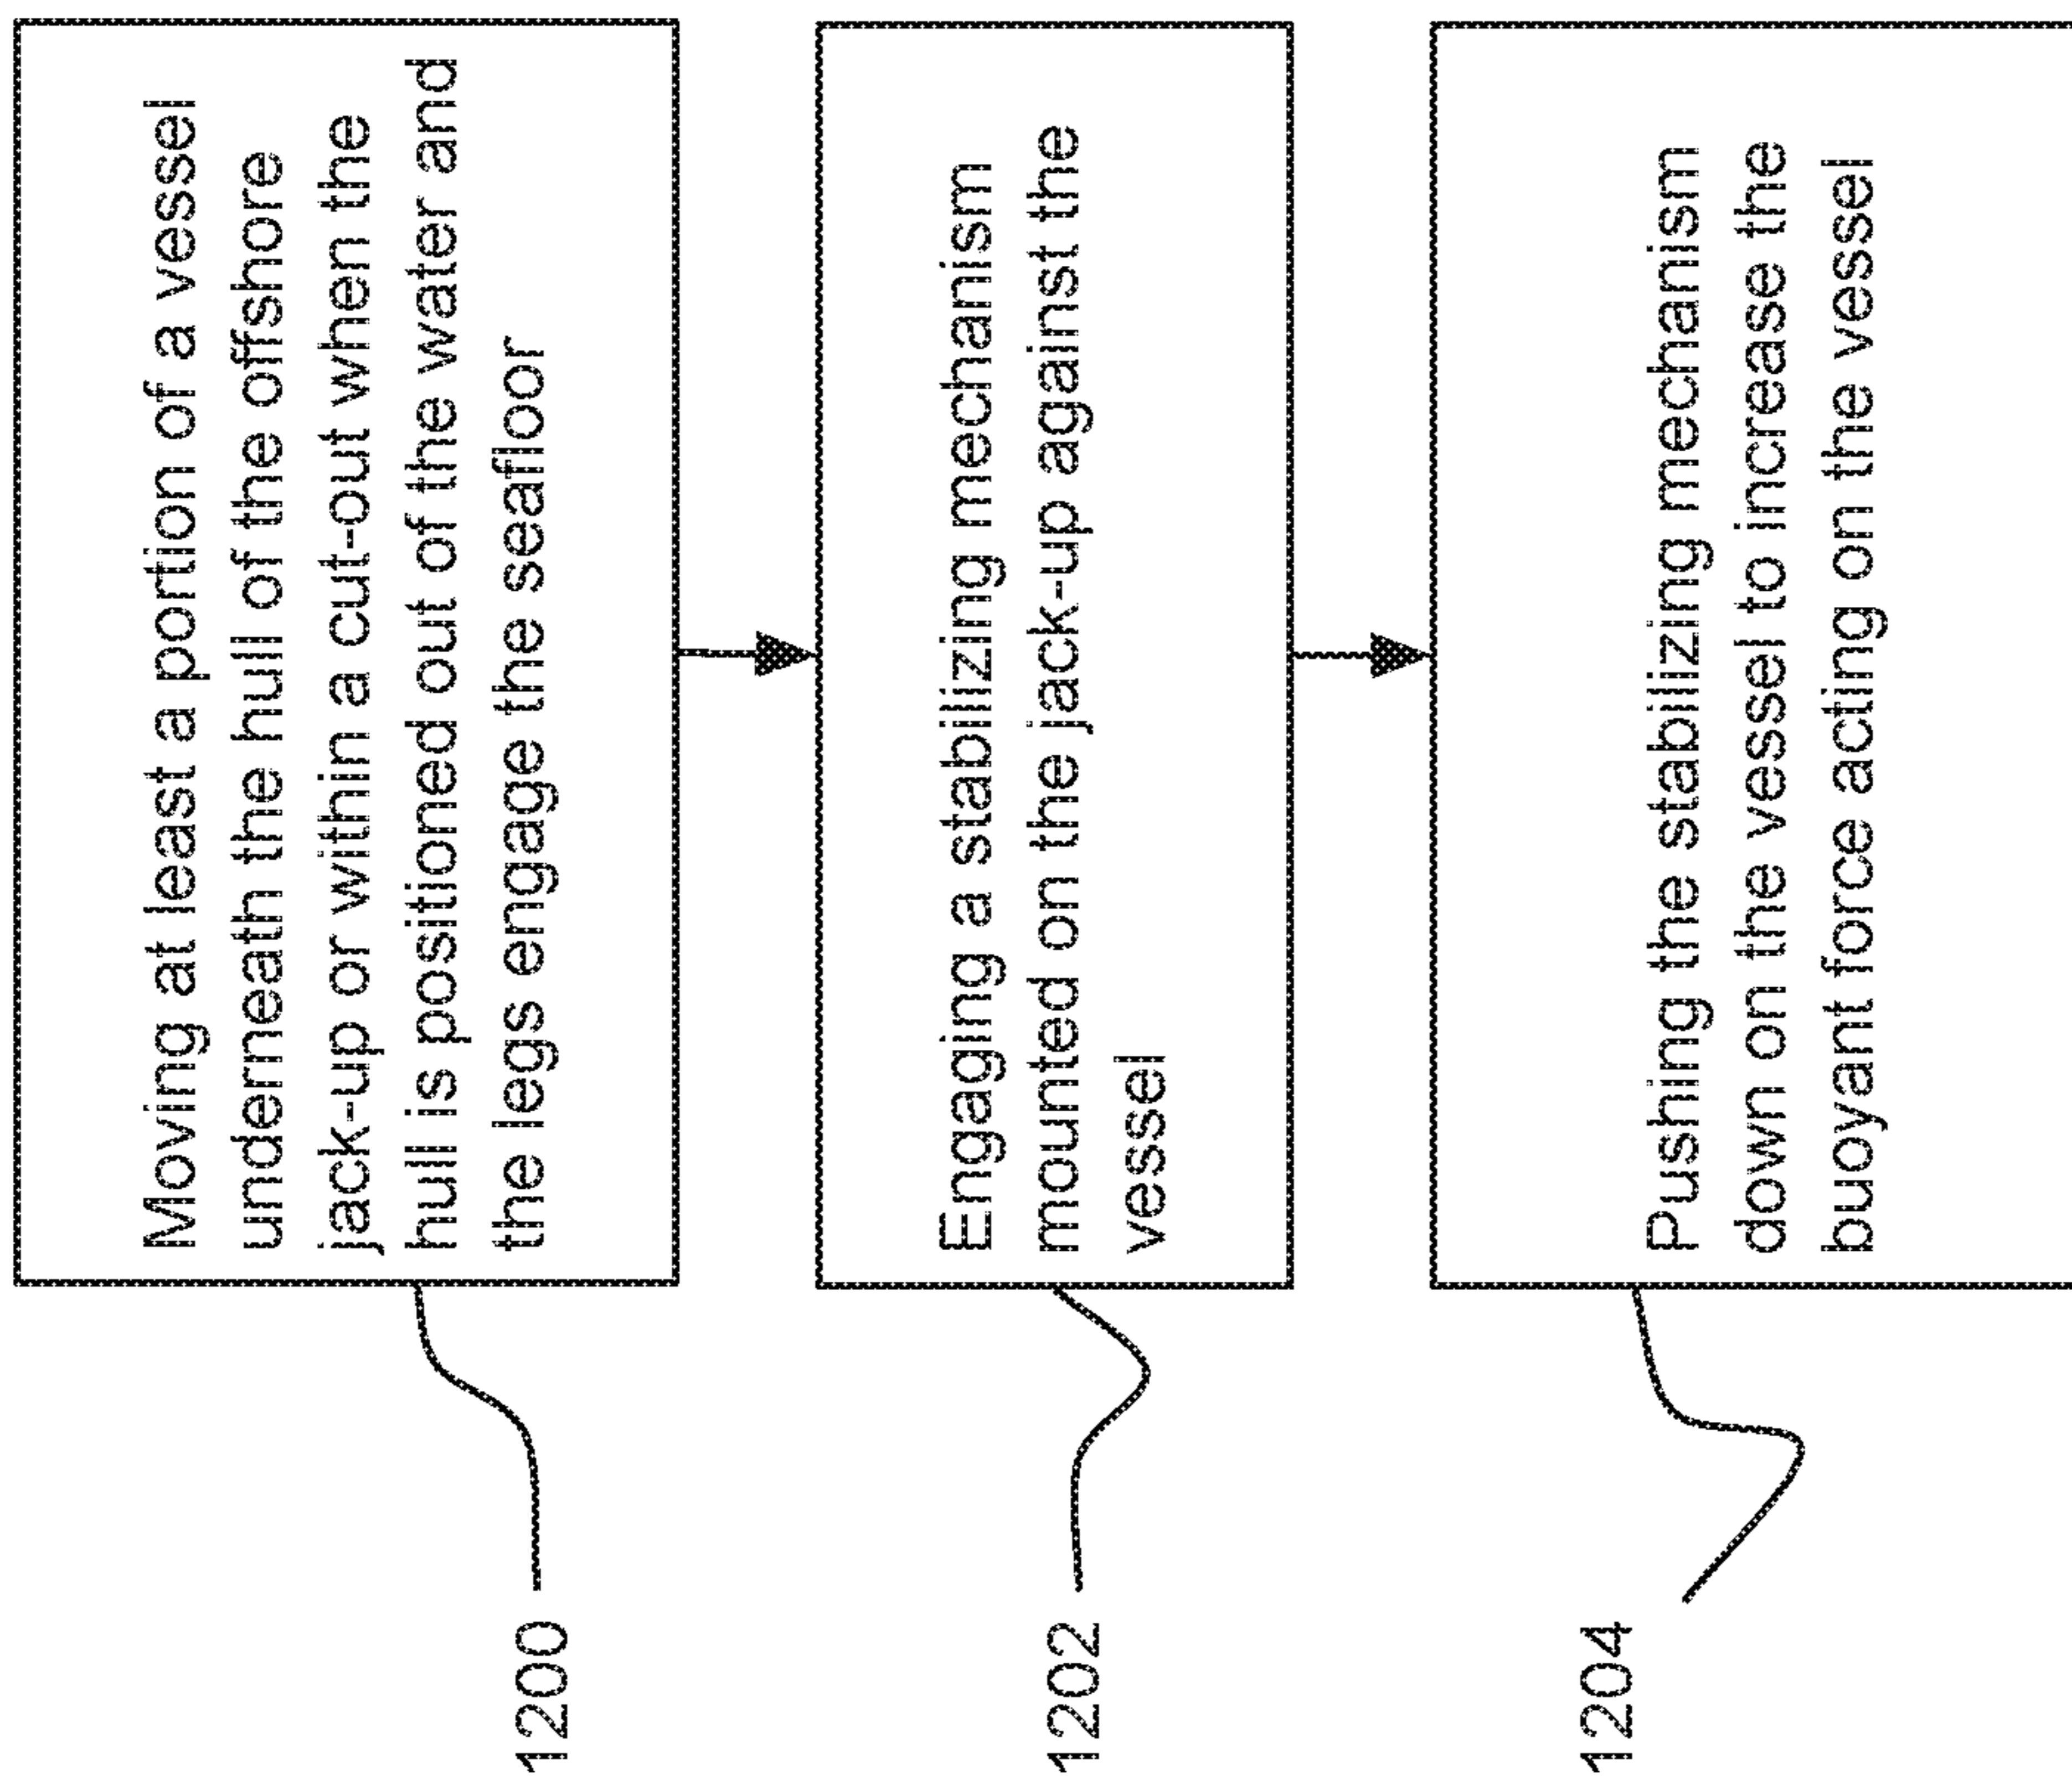 1200
Moving at least a portion of a vessel
underneath the hull of the offshore
jack-up or within a cut-out when the
hull is positioned out of the water and
the legs engage the seafloor
1202
Engaging a stabilizing mechanism
mounted on the jack-up against the
vessel
1204
Pushing the stabilizing mechanism
down on the vessel to increase the
buoyant force acting on the vessel